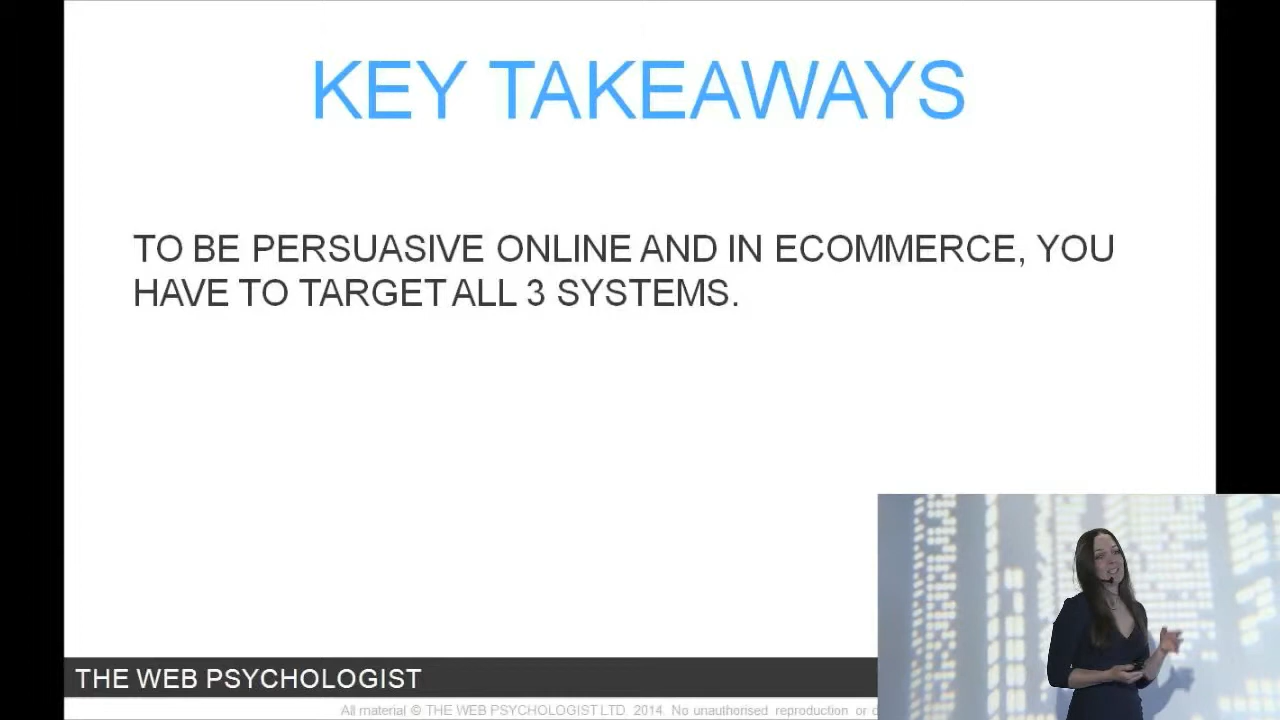 KEY TAKEAWAYS
TO BE PERSUASIVE ONLINE AND IN ECOMMERCE, YOU
HAVE TO TARGET ALL 3 SYSTEMS.
THE WEB PSYCHOLOGIST
All material © THE WEB PSYCHOLOGIST LTD 2014. No unauthorised reproduction or